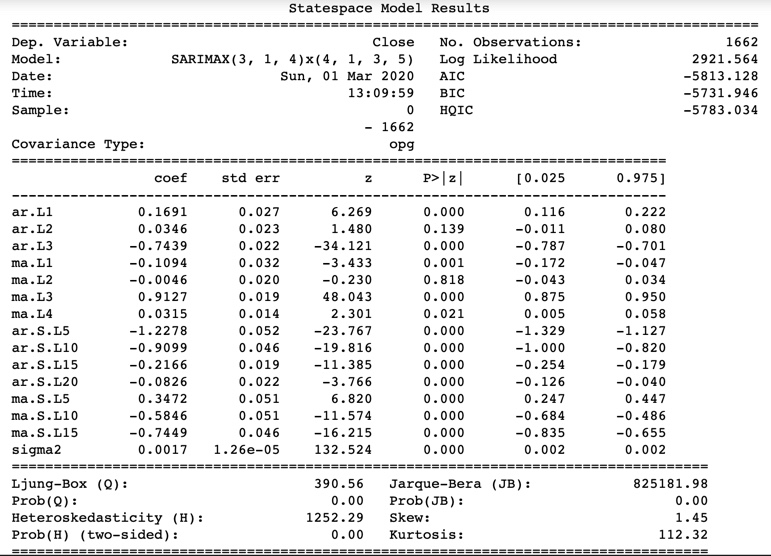 Statespace Model Results
==============================================================================
Dep. Variable: Close No. Observations: 1662
Model: SARIMAX(3, 1, 4)x(4, 1, 3, 5) Log Likelihood 2921.564
Date: Sun, 01 Mar 2020 AIC -5813.128
Time: 13:09:59 BIC -5731.946
Sample: 0 HQIC -5783.034
- 1662
Covariance Type: opg
==============================================================================
coef std err z P>|z| [0.025 0.975]
------------------------------------------------------------------------------
ar.L1 0.1691 0.027 6.269 0.000 0.116 0.222
ar.L2 0.0346 0.023 1.480 0.139 -0.011 0.080
ar.L3 -0.7439 0.022 -34.121 0.000 -0.787 -0.701
ma.L1 -0.1094 0.032 -3.433 0.001 -0.172 -0.047
ma.L2 -0.0046 0.020 -0.230 0.818 -0.043 0.034
ma.L3 0.9127 0.019 48.043 0.000 0.875 0.950
ma.L4 0.0315 0.014 2.301 0.021 0.005 0.058
ar.S.L5 -1.2278 0.052 -23.767 0.000 -1.329 -1.127
ar.S.L10 -0.9099 0.046 -19.816 0.000 -1.000 -0.820
ar.S.L15 -0.2166 0.019 -11.385 0.000 -0.254 -0.179
ar.S.L20 -0.0826 0.022 -3.766 0.000 -0.126 -0.040
ma.S.L5 0.3472 0.051 6.820 0.000 0.247 0.447
ma.S.L10 -0.5846 0.051 -11.574 0.000 -0.684 -0.486
ma.S.L15 -0.7449 0.046 -16.215 0.000 -0.835 -0.655
sigma2 0.0017 1.26e-05 132.524 0.000 0.002 0.002
==============================================================================
Ljung-Box (Q): 390.56 Jarque-Bera (JB): 825181.98
Prob(Q): 0.00 Prob(JB): 0.00
Heteroskedasticity (H): 1252.29 Skew: 1.45
Prob(H) (two-sided): 0.00 Kurtosis: 112.32
==============================================================================